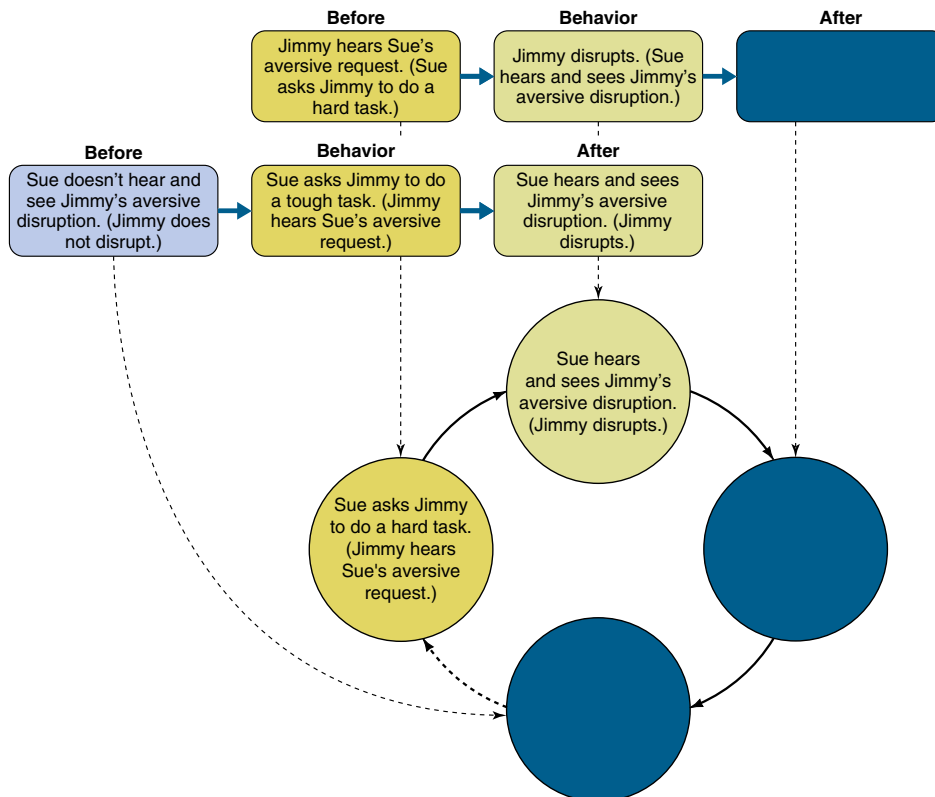 Before
Behavior
After
Jimmy hears Sue's
aversive request. (Sue
asks Jimmy to do a
hard task.)
Jimmy disrupts. (Sue
hears and sees Jimmy's
aversive disruption.)
Before
Behavior
After
Sue doesn't hear and
see Jimmy's aversive
disruption. (Jimmy does
not disrupt.)
Sue asks Jimmy to do
a tough task. (Jimmy
hears Sue's aversive
request.)
Sue hears and sees
Jimmy's aversive
disruption. (Jimmy
disrupts.)
Sue hears
and sees Jimmy's
aversive disruption.
(Jimmy disrupts.)
Sue asks Jimmy
to do a hard task.
(Jimmy hears
Sue's aversive
request.)